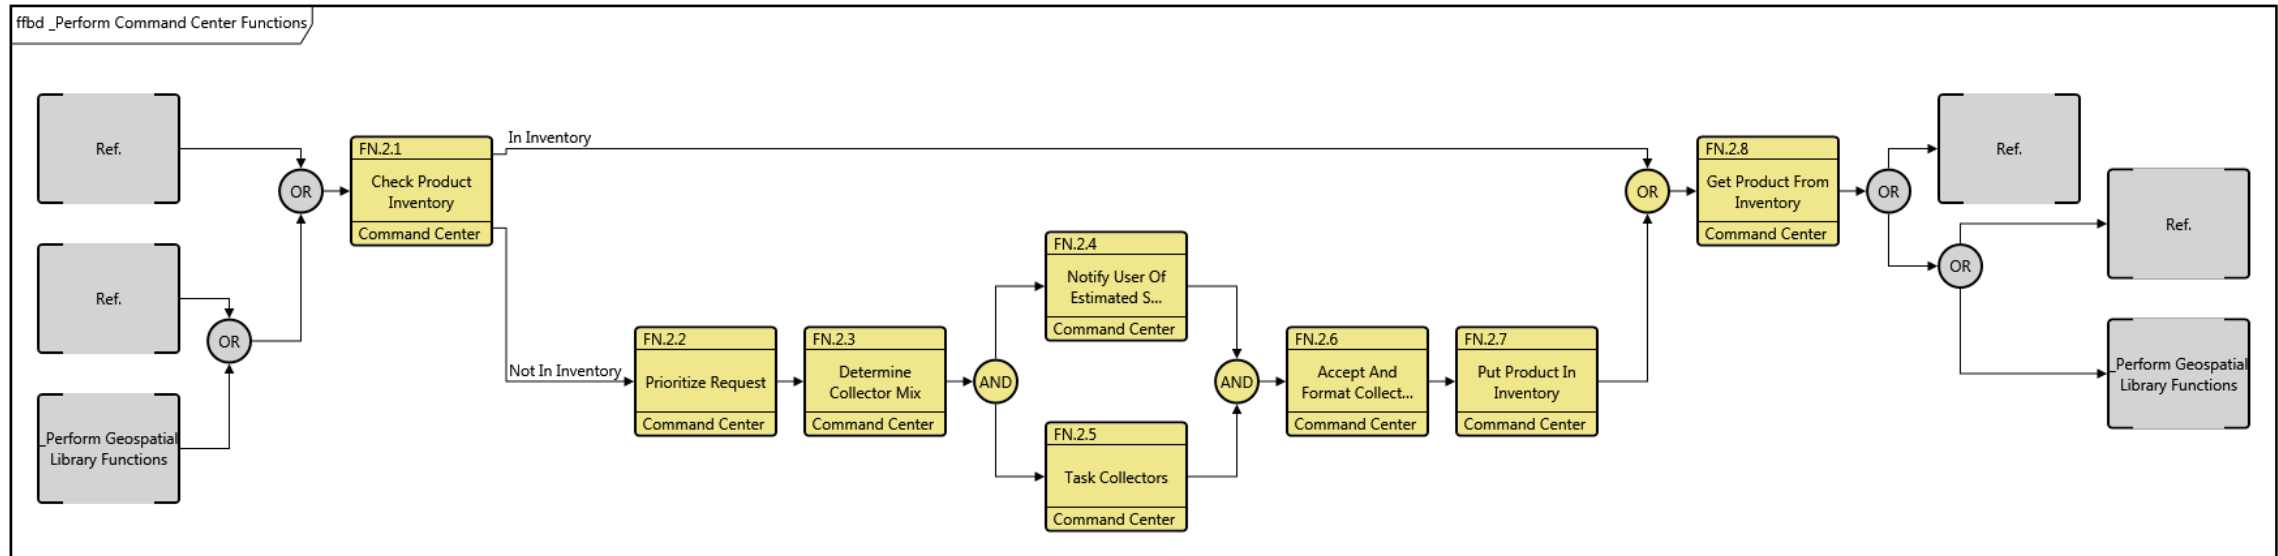 ffbd _Perform Command Center Functions
Ref.
Ref.
_Perform Geospatial
Library Functions
OR
OR
FN.2.1
Check Product
Inventory
Command Center
In Inventory
Not In Inventory
FN.2.2
Prioritize Request
Command Center
FN.2.3
Determine
Collector Mix
Command Center
AND
FN.2.4
Notify User Of
Estimated S...
Command Center
FN.2.5
Task Collectors
Command Center
AND
FN.2.6
Accept And
Format Collect...
Command Center
FN.2.7
Put Product In
Inventory
Command Center
OR
FN.2.8
Get Product From
Inventory
Command Center
OR
Ref.
OR
Ref.
_Perform Geospatial
Library Functions